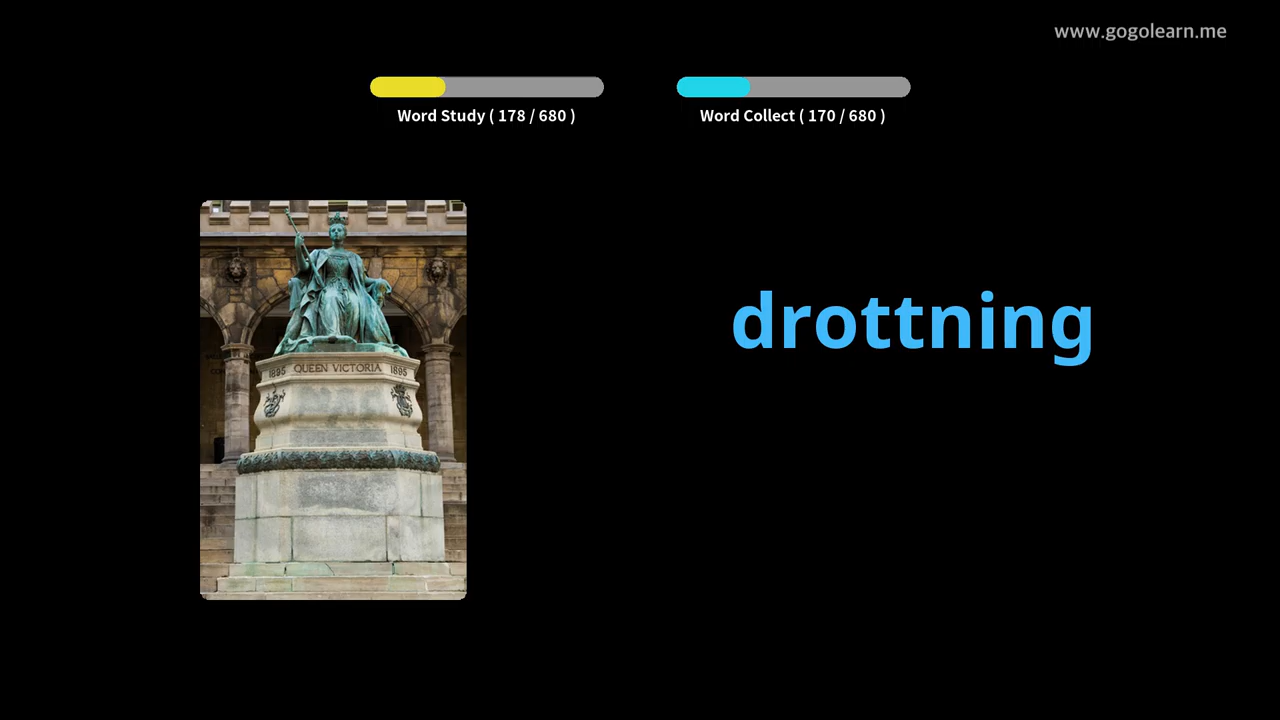 www.gogolearn.me
Word Study ( 178 / 680 )
Word Collect ( 170 / 680 )
drottning
1895 QUEEN VICTORIA 1895